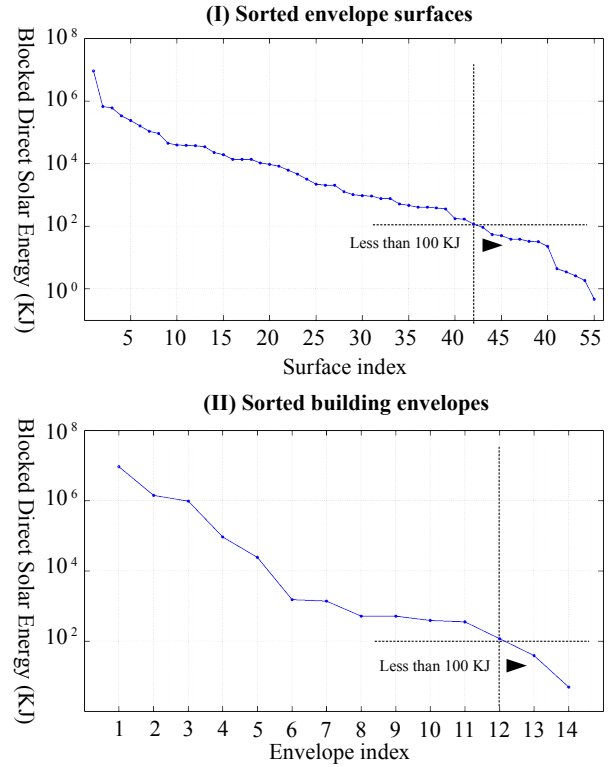 (I) Sorted envelope surfaces
Blocked Direct Solar Energy (KJ)
10^8
10^6
10^4
10^2
10^0
Less than 100 KJ
5 10 15 20 25 30 35 40 40 45 40 55
Surface index
(II) Sorted building envelopes
Blocked Direct Solar Energy (KJ)
10^8
10^6
10^4
10^2
Less than 100 KJ
1 2 3 4 5 6 7 8 9 10 11 12 13 14
Envelope index